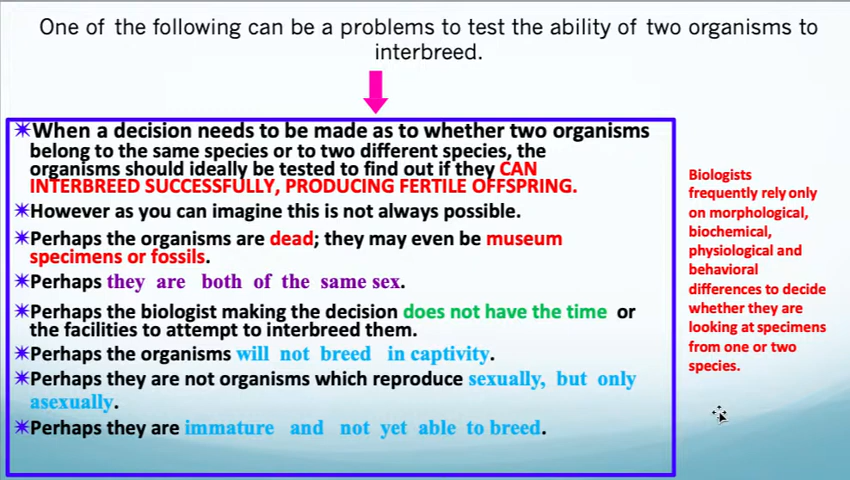 One of the following can be a problems to test the ability of two organisms to
interbreed.
✴When a decision needs to be made as to whether two organisms
belong to the same species or to two different species, the
organisms should ideally be tested to find out if they CAN
INTERBREED SUCCESSFULLY, PRODUCING FERTILE OFFSPRING.
✴However as you can imagine this is not always possible.
✴Perhaps the organisms are dead; they may even be museum
specimens or fossils.
✴Perhaps they are both of the same sex.
✴Perhaps the biologist making the decision does not have the time or
the facilities to attempt to interbreed them.
✴Perhaps the organisms will not breed in captivity.
✴Perhaps they are not organisms which reproduce sexually, but only
asexually.
✴Perhaps they are immature and not yet able to breed.
Biologists
frequently rely only
on morphological,
biochemical,
physiological and
behavioral
differences to decide
whether they are
looking at specimens
from one or two
species.